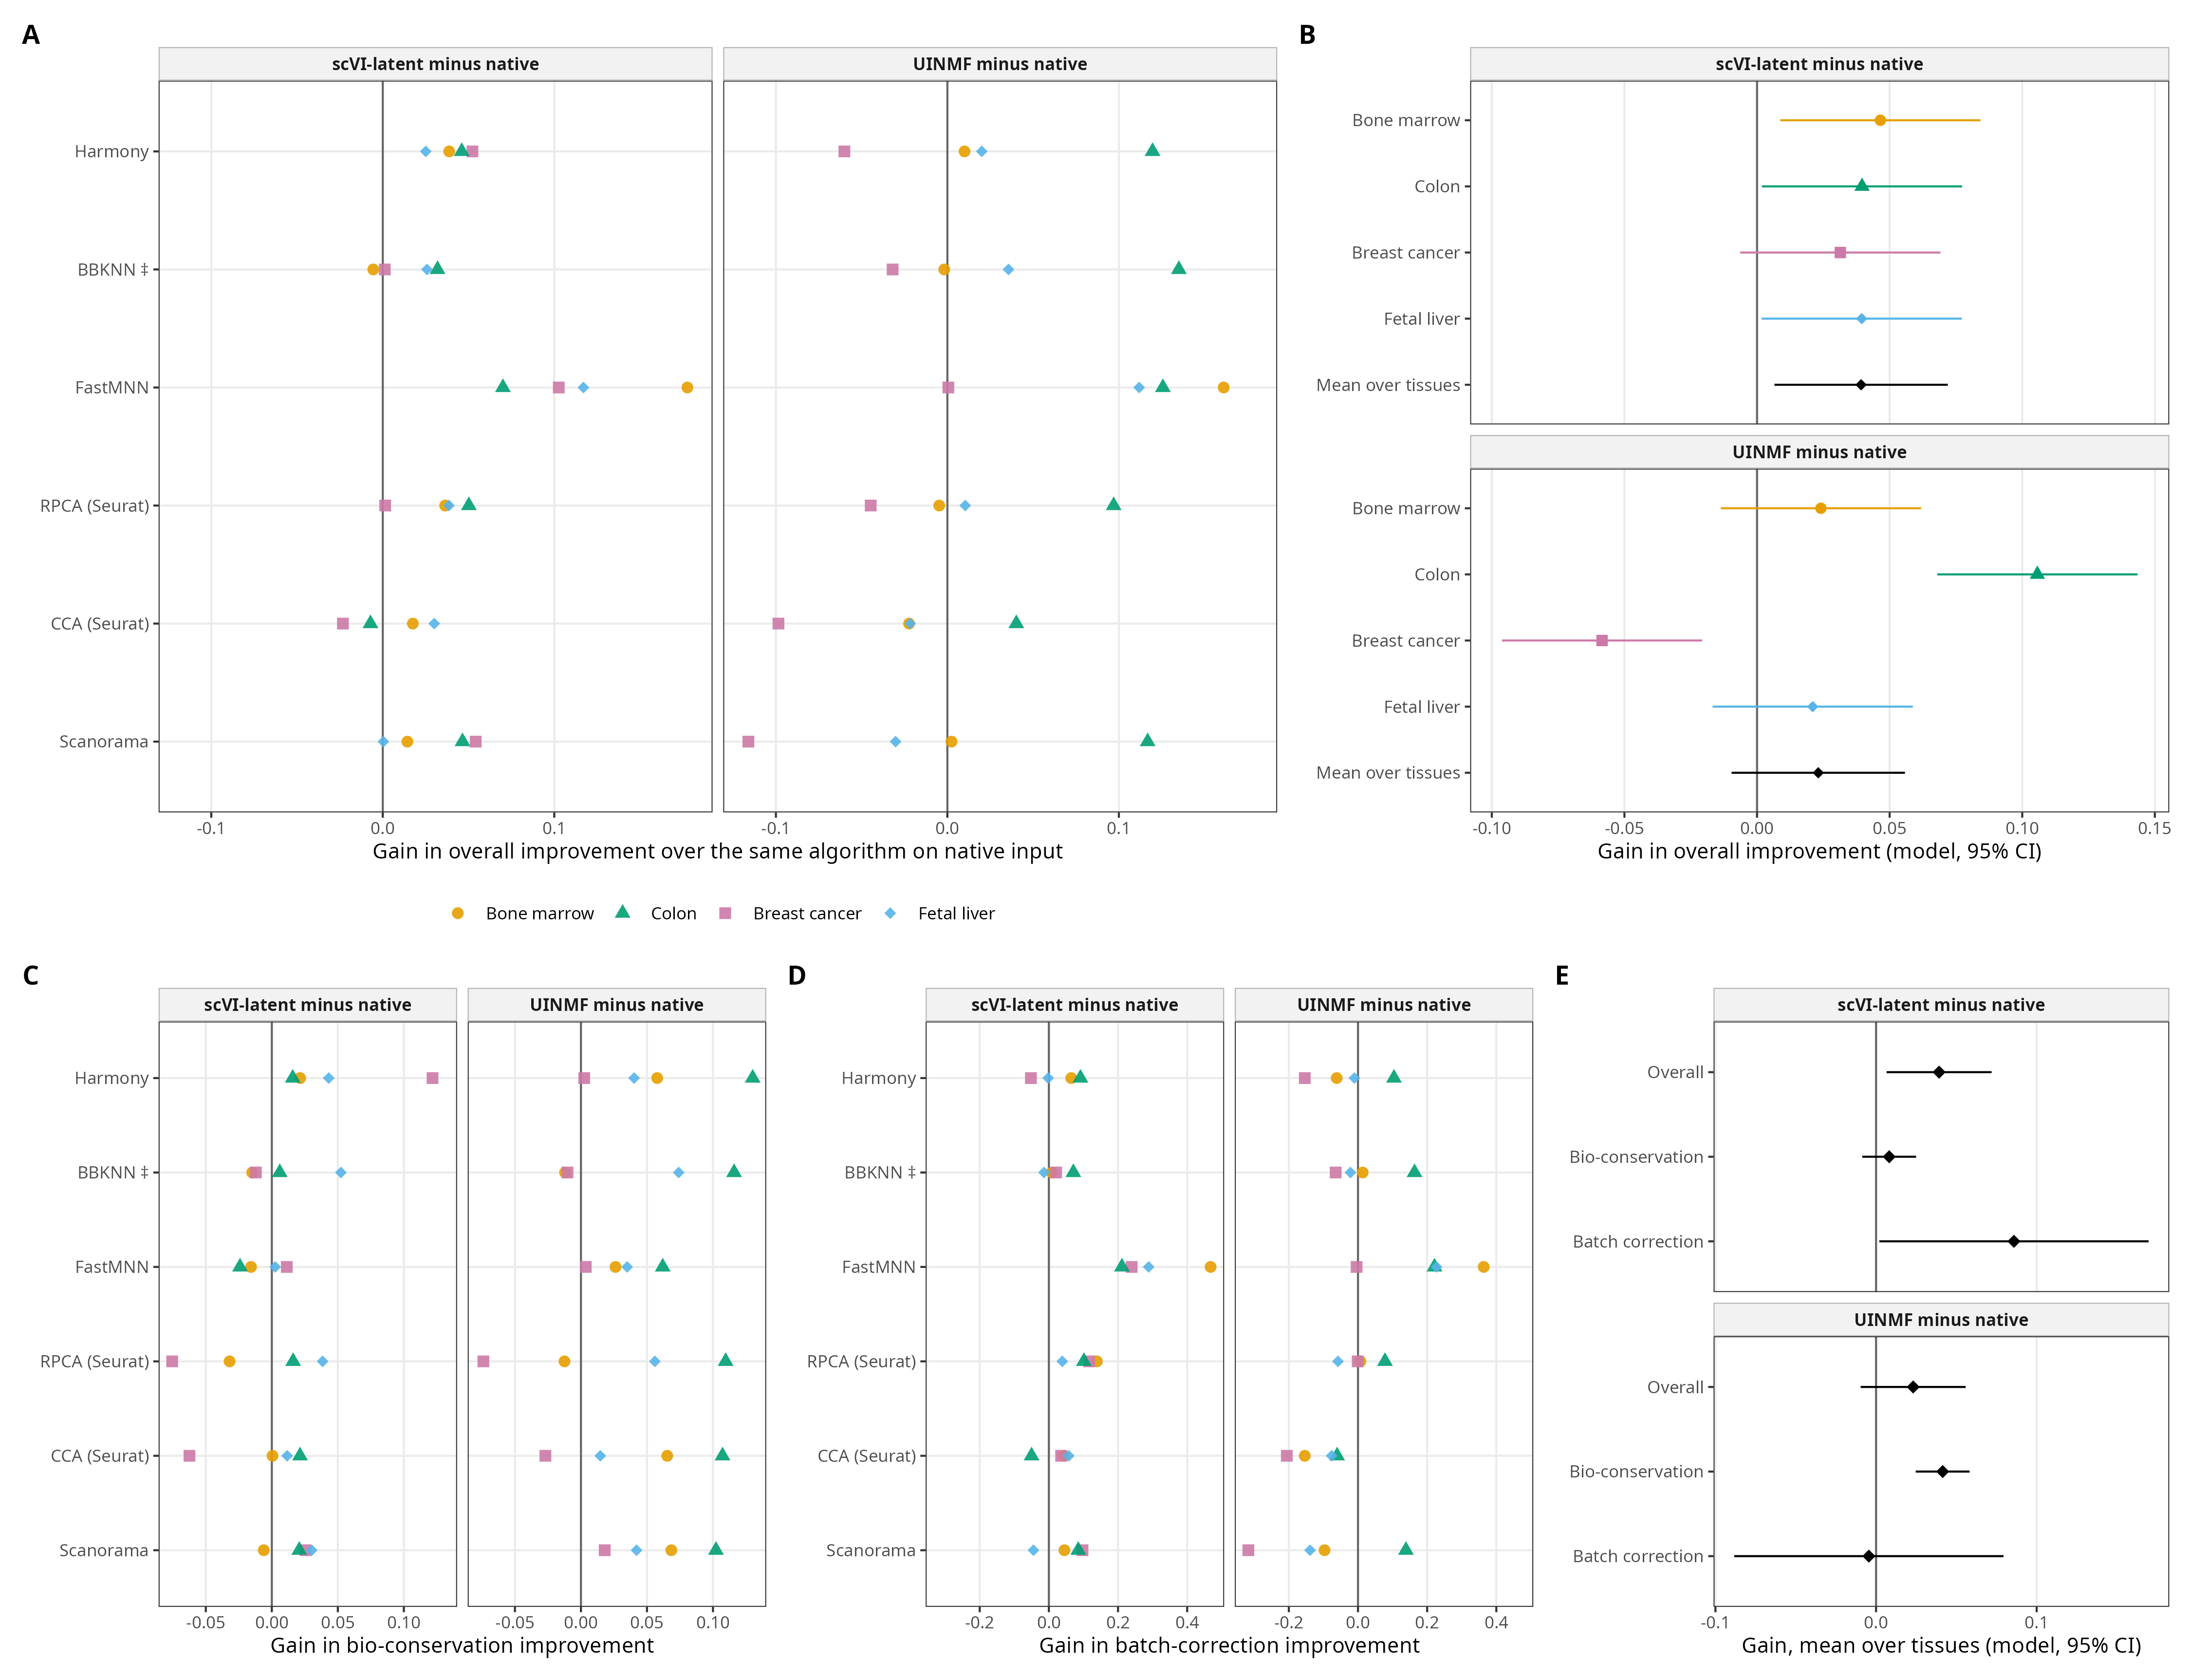 A
scVI-latent minus native
UINMF minus native
Harmony
BBKNN ‡
FastMNN
RPCA (Seurat)
CCA (Seurat)
Scanorama
-0.1 0.0 0.1 -0.1 0.0 0.1
Gain in overall improvement over the same algorithm on native input
Bone marrow Colon Breast cancer Fetal liver
B
scVI-latent minus native
Bone marrow
Colon
Breast cancer
Fetal liver
Mean over tissues
UINMF minus native
Bone marrow
Colon
Breast cancer
Fetal liver
Mean over tissues
-0.10 -0.05 0.00 0.05 0.10 0.15
Gain in overall improvement (model, 95% CI)
C
scVI-latent minus native
UINMF minus native
Harmony
BBKNN ‡
FastMNN
RPCA (Seurat)
CCA (Seurat)
Scanorama
-0.05 0.00 0.05 0.10 -0.05 0.00 0.05 0.10
Gain in bio-conservation improvement
D
scVI-latent minus native
UINMF minus native
Harmony
BBKNN ‡
FastMNN
RPCA (Seurat)
CCA (Seurat)
Scanorama
-0.2 0.0 0.2 0.4 -0.2 0.0 0.2 0.4
Gain in batch-correction improvement
E
scVI-latent minus native
Overall
Bio-conservation
Batch correction
UINMF minus native
Overall
Bio-conservation
Batch correction
-0.1 0.0 0.1
Gain, mean over tissues (model, 95% CI)